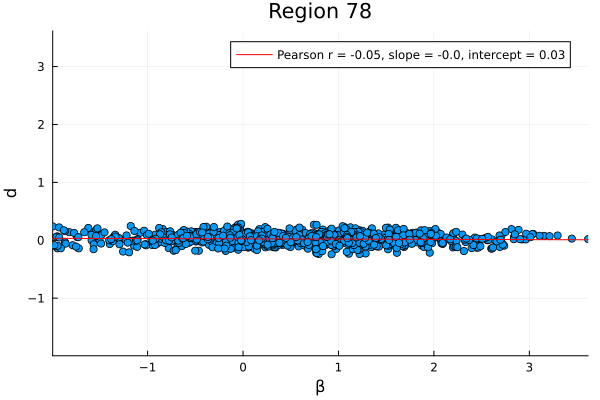 Region 78
Pearson r = -0.05, slope = -0.0, intercept = 0.03
3
2
1
0
−1
d
−1 0 1 2 3
β